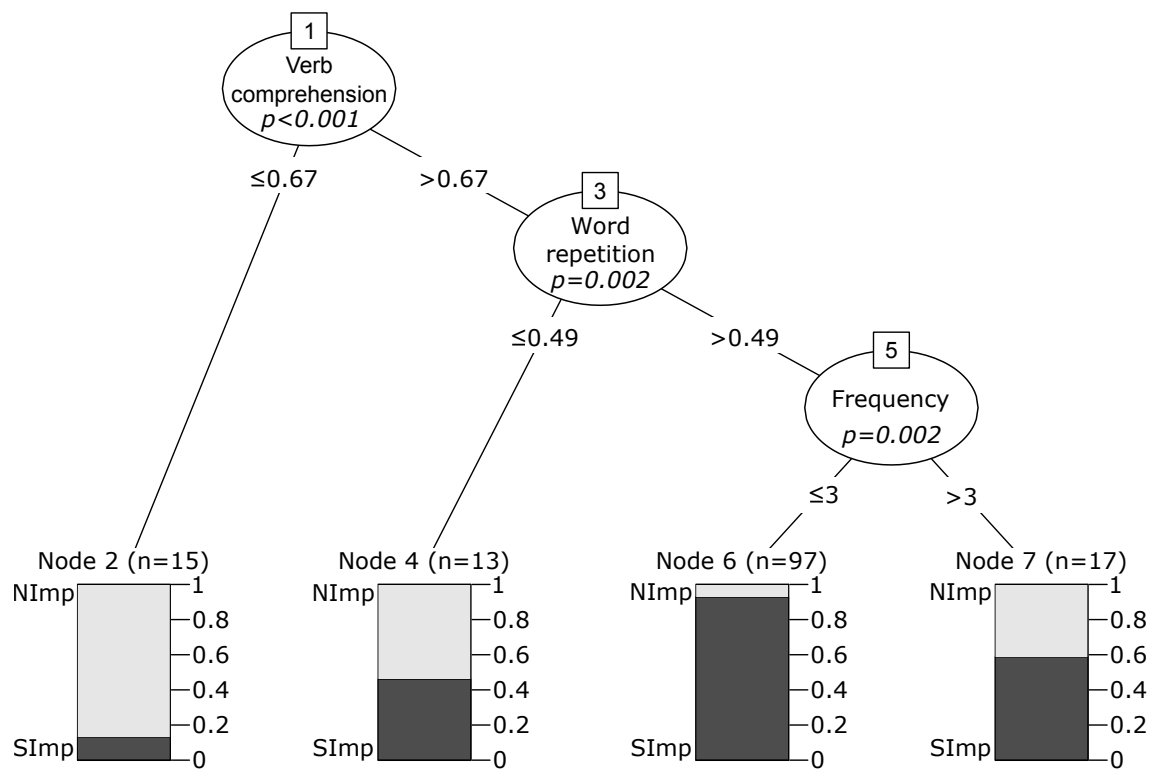 1
Verb
comprehension
p<0.001
≤0.67
>0.67
3
Word
repetition
p=0.002
≤0.49
>0.49
5
Frequency
p=0.002
≤3
>3
Node 2 (n=15)
NImp
SImp
1
0.8
0.6
0.4
0.2
0
Node 4 (n=13)
NImp
SImp
1
0.8
0.6
0.4
0.2
0
Node 6 (n=97)
NImp
SImp
1
0.8
0.6
0.4
0.2
0
Node 7 (n=17)
NImp
SImp
1
0.8
0.6
0.4
0.2
0